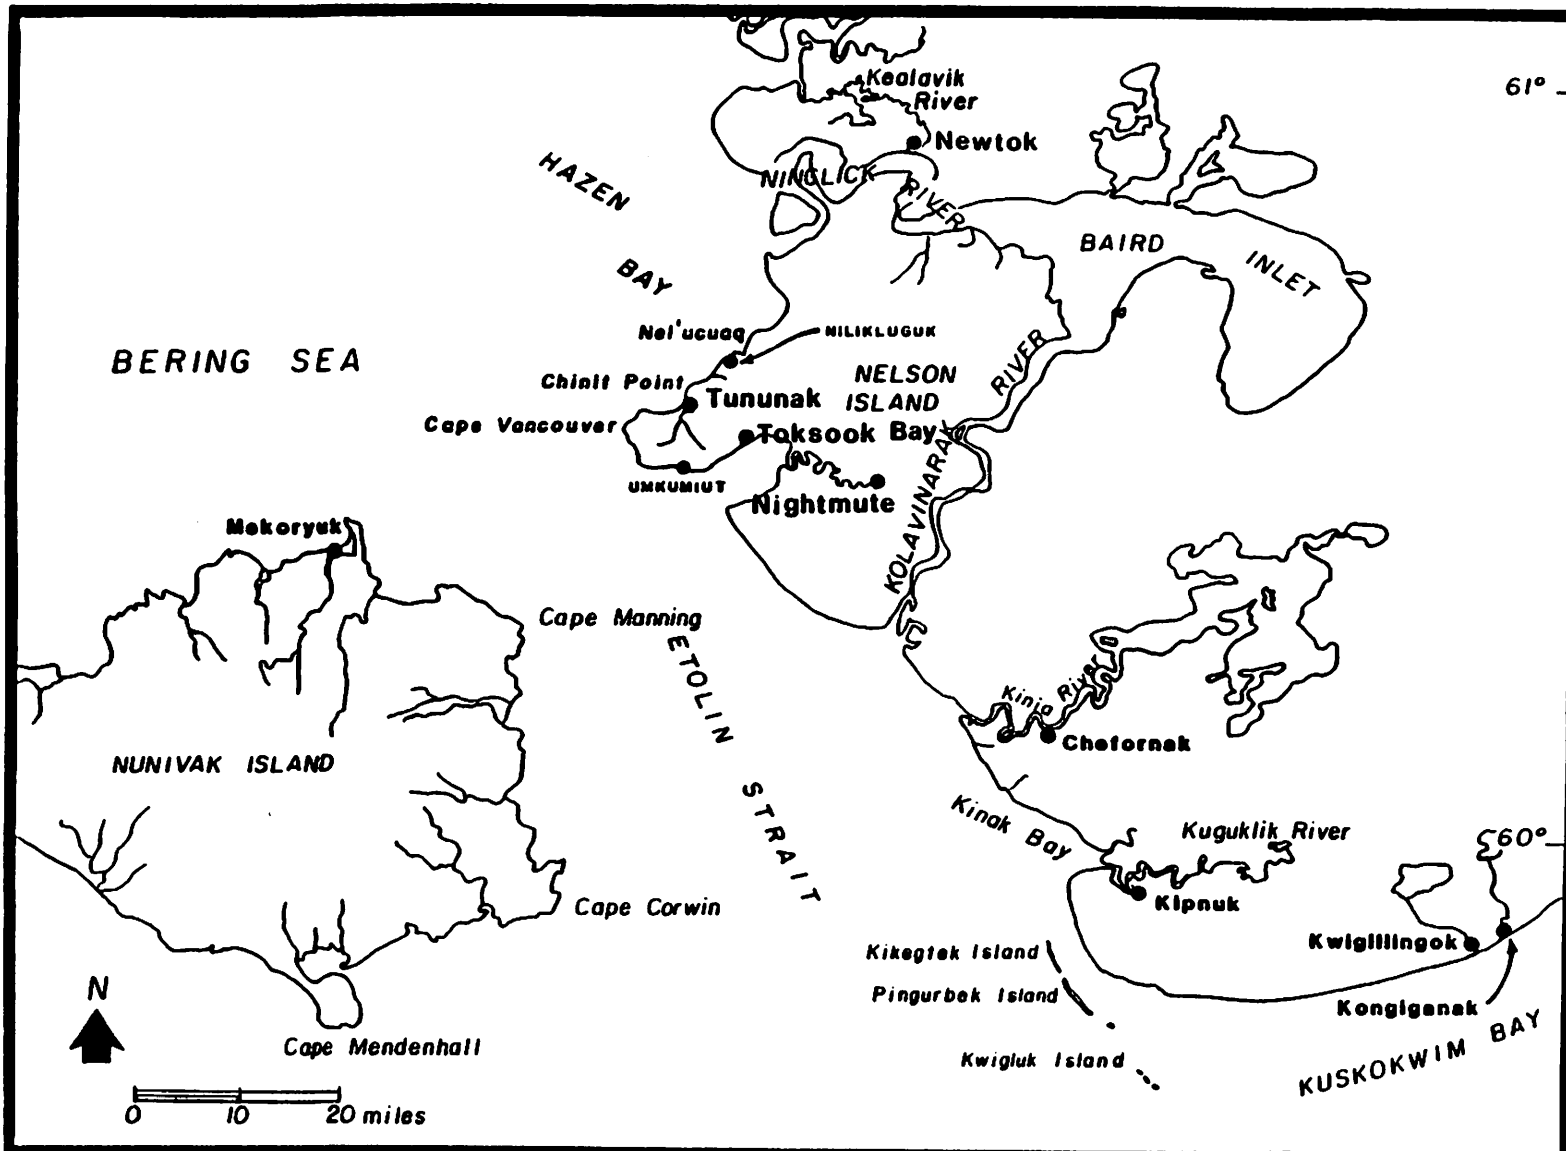 61°
Kealavik
River
Newtok
NINGLICK RIVER
HAZEN
BAY
BAIRD
INLET
Nel'ucuaq
NILIKLUGUK
BERING SEA
Chinit Point
NELSON
ISLAND
RIVER
Tununak
Cape Vancouver
Toksook Bay
UMKUMIUT
Nightmute
KOLAVINARAK
Mekoryuk
Cape Manning
ETOLIN STRAIT
Kinia River
Chefornak
NUNIVAK ISLAND
Kinak Bay
Kuguklik River
60°
Kipnuk
Cape Corwin
Kwigillingok
Kikegtek Island
Pingurbek Island
Kongiganak
N
Cape Mendenhall
Kwigluk Island
KUSKOKWIM BAY
0 10 20 miles